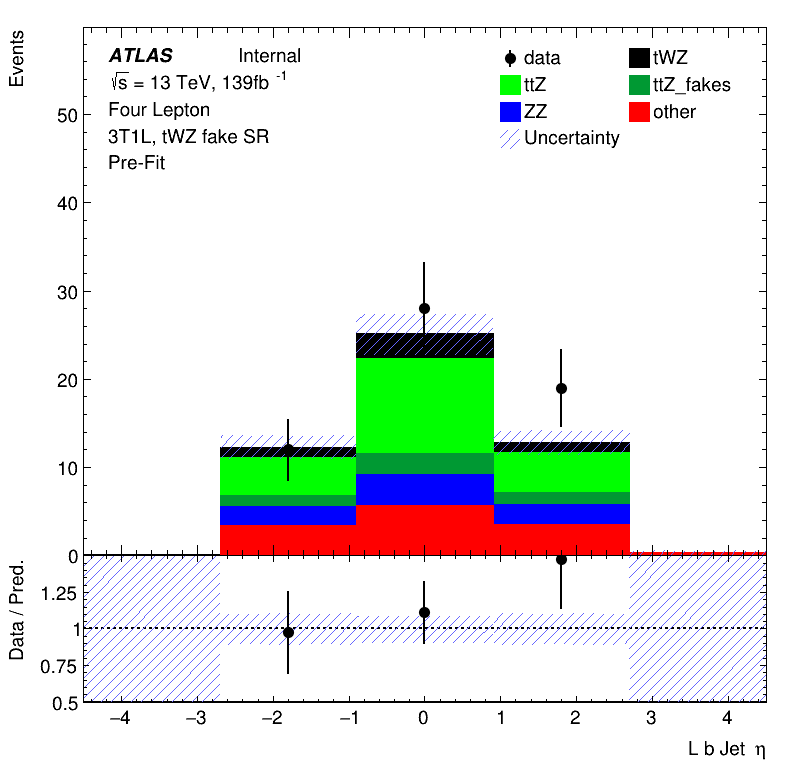 Events
ATLAS Internal
√s = 13 TeV, 139fb -1
Four Lepton
3T1L, tWZ fake SR
Pre-Fit
data tWZ
ttZ ttZ_fakes
ZZ other
Uncertainty
50
40
30
20
10
0
Data / Pred.
1.25
1
0.75
0.5
−4 −3 −2 −1 0 1 2 3 4
L b Jet η